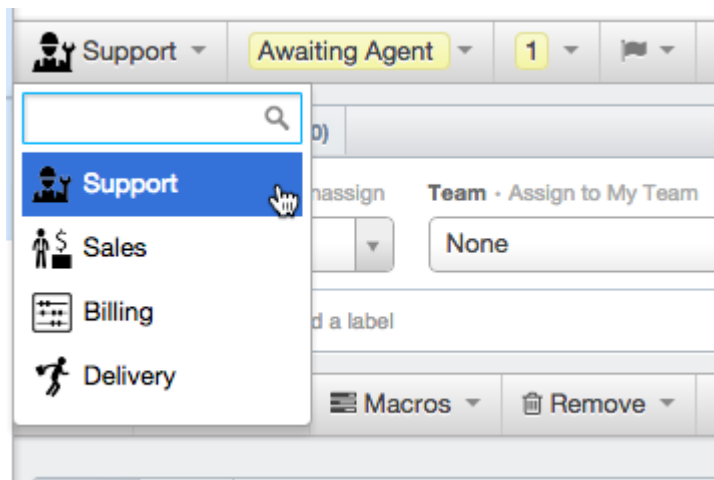 Support Awaiting Agent 1
0)
Support
nassign Team · Assign to My Team
Sales None
Billing
d a label
Delivery
Macros Remove